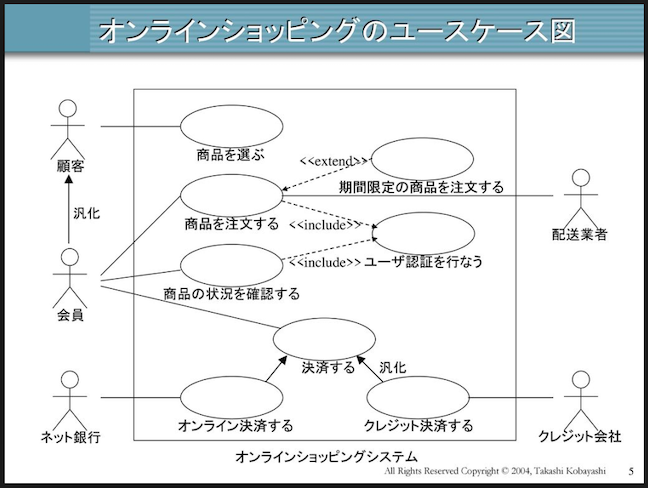 オンラインショッピングのユースケース図
顧客
商品を選ぶ
<<extend>>
期間限定の商品を注文する
汎化
商品を注文する
<<include>>
配送業者
<<include>>
ユーザ認証を行なう
会員
商品の状況を確認する
決済する
汎化
ネット銀行
オンライン決済する
クレジット決済する
クレジット会社
オンラインショッピングシステム
All Rights Reserved Copyright © 2004, Takashi Kobayashi
5